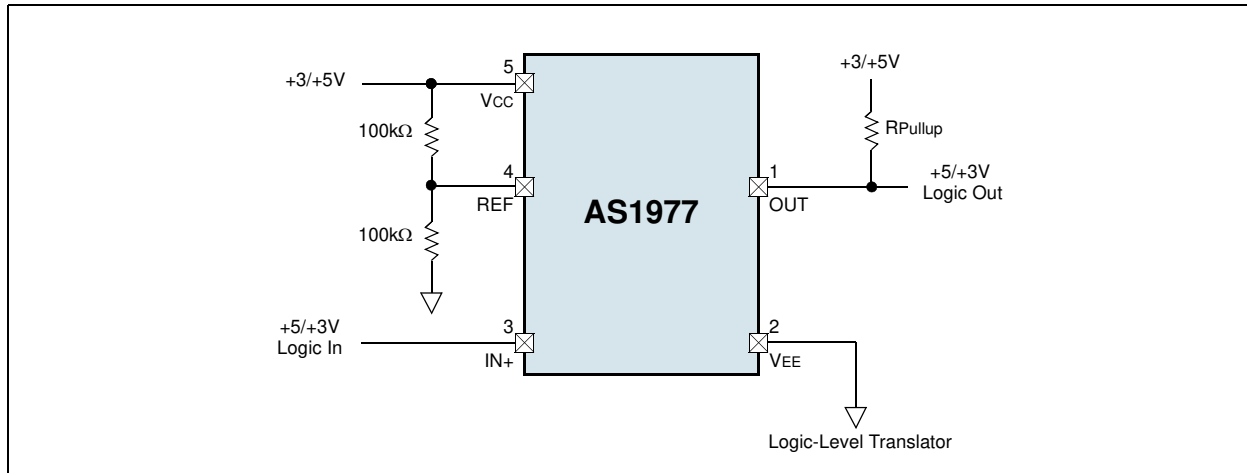 +3/+5V
5
VCC
100kΩ
4
REF
100kΩ
+5/+3V
Logic In
3
IN+
AS1977
+3/+5V
RPullup
1
OUT
+5/+3V
Logic Out
2
VEE
Logic-Level Translator